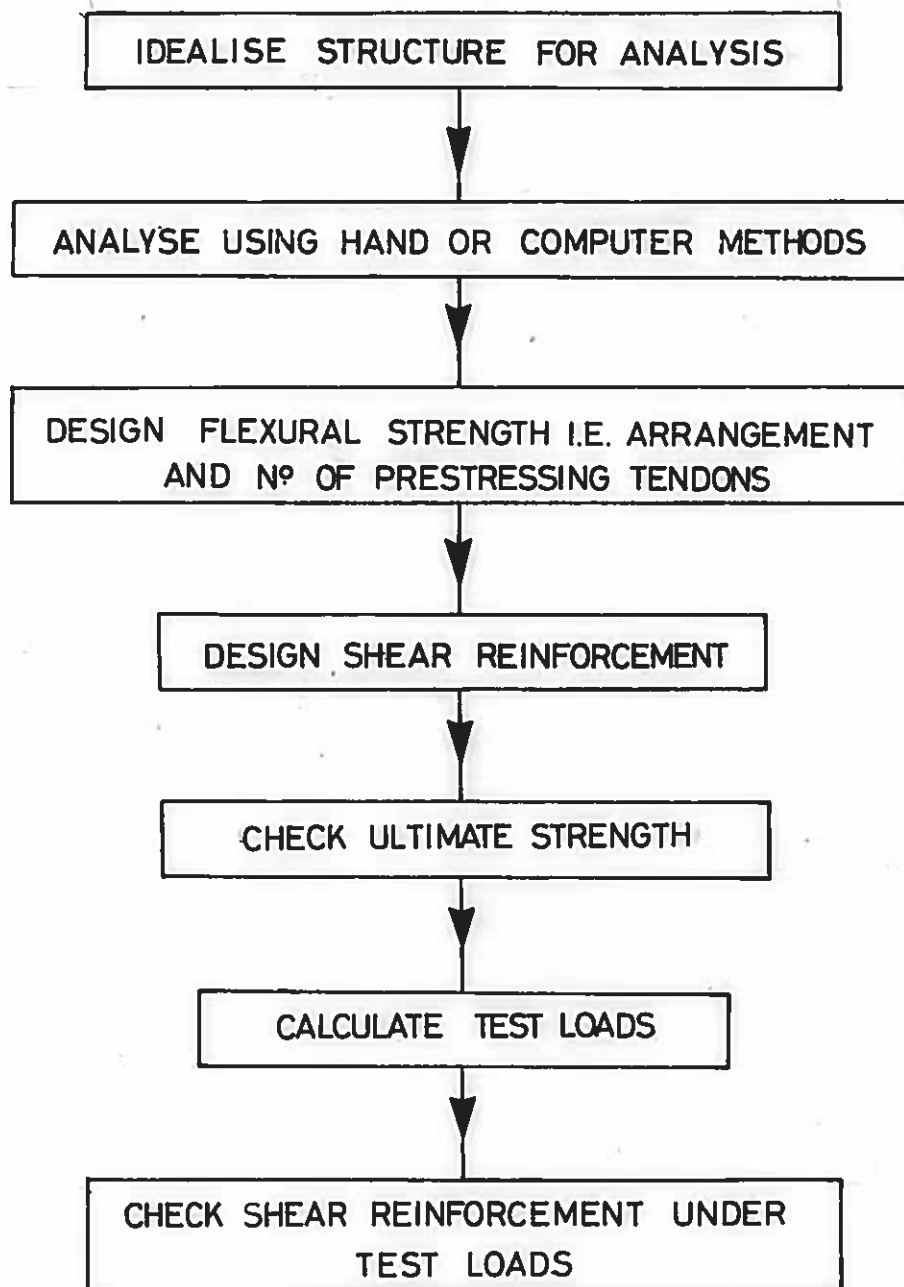 IDEALISE STRUCTURE FOR ANALYSIS
ANALYSE USING HAND OR COMPUTER METHODS
DESIGN FLEXURAL STRENGTH I.E. ARRANGEMENT
AND Nº OF PRESTRESSING TENDONS
DESIGN SHEAR REINFORCEMENT
CHECK ULTIMATE STRENGTH
CALCULATE TEST LOADS
CHECK SHEAR REINFORCEMENT UNDER
TEST LOADS